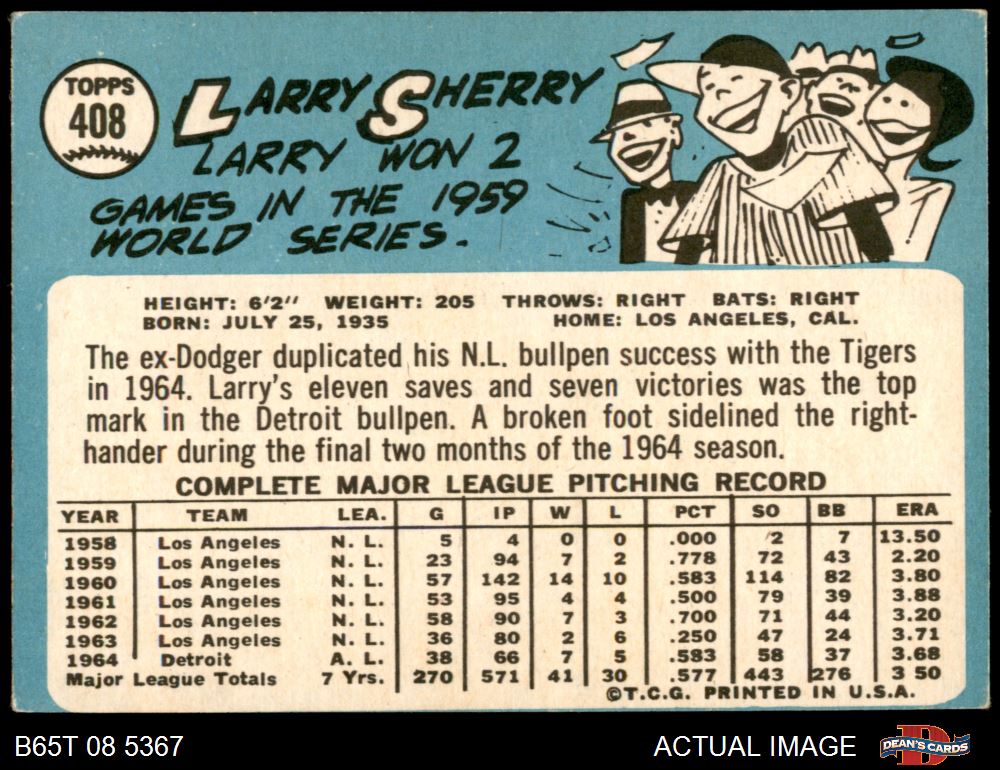 TOPPS
408
LARRY SHERRY
LARRY WON 2
GAMES IN THE 1959
WORLD SERIES.
HEIGHT: 6'2" WEIGHT: 205 THROWS: RIGHT BATS: RIGHT
BORN: JULY 25, 1935 HOME: LOS ANGELES, CAL.
The ex-Dodger duplicated his N.L. bullpen success with the Tigers
in 1964. Larry's eleven saves and seven victories was the top
mark in the Detroit bullpen. A broken foot sidelined the right-
hander during the final two months of the 1964 season.
COMPLETE MAJOR LEAGUE PITCHING RECORD
YEAR TEAM LEA. G IP W L PCT SO BB ERA
1958 Los Angeles N. L. 5 4 0 0 .000 2 7 13.50
1959 Los Angeles N. L. 23 94 7 2 .778 72 43 2.20
1960 Los Angeles N. L. 57 142 14 10 .583 114 82 3.80
1961 Los Angeles N. L. 53 95 4 4 .500 79 39 3.88
1962 Los Angeles N. L. 58 90 7 3 .700 71 44 3.20
1963 Los Angeles N. L. 36 80 2 6 .250 47 24 3.71
1964 Detroit A. L. 38 66 7 5 .583 58 37 3.68
Major League Totals 7 Yrs. 270 571 41 30 .577 443 276 3 50
©T.C.G. PRINTED IN U.S.A.
B65T 08 5367 ACTUAL IMAGE D DEAN'S CARDS